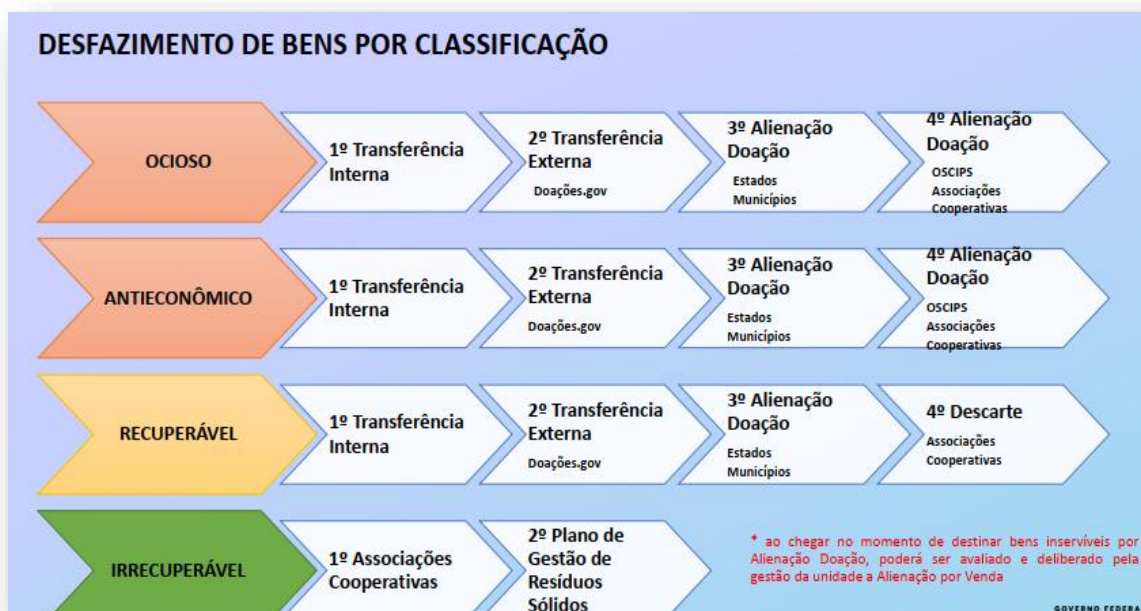 DESFAZIMENTO DE BENS POR CLASSIFICAÇÃO
OCIOSO
1º Transferência
Interna
2º Transferência
Externa
Doações.gov
3º Alienação
Doação
Estados
Municípios
4º Alienação
Doação
OSCIPS
Associações
Cooperativas
ANTIECONÔMICO
1º Transferência
Interna
2º Transferência
Externa
Doações.gov
3º Alienação
Doação
Estados
Municípios
4º Alienação
Doação
OSCIPS
Associações
Cooperativas
RECUPERÁVEL
1º Transferência
Interna
2º Transferência
Externa
Doações.gov
3º Alienação
Doação
Estados
Municípios
4º Descarte
Associações
Cooperativas
IRRECUPERÁVEL
1º Associações
Cooperativas
2º Plano de
Gestão de
Resíduos
Sólidos
* ao chegar no momento de destinar bens inservíveis por
Alienação Doação, poderá ser avaliado e deliberado pela
gestão da unidade a Alienação por Venda
GOVERNO FEDERA